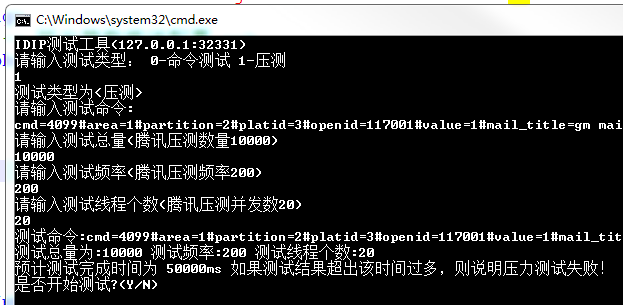 C:\Windows\system32\cmd.exe
IDIP测试工具(127.0.0.1:32331)
请输入测试类型： 0-命令测试 1-压测
1
测试类型为<压测>
请输入测试命令:
cmd=4099#area=1#partition=2#platid=3#openid=117001#value=1#mail_title=gm mai
请输入测试总量(腾讯压测数量10000)
10000
请输入测试频率(腾讯压测频率200)
200
请输入测试线程个数(腾讯压测并发数20)
20
测试命令:cmd=4099#area=1#partition=2#platid=3#openid=117001#value=1#mail_tit
测试总量为:10000 测试频率:200 测试线程个数:20
预计测试完成时间为 50000ms 如果测试结果超出该时间过多，则说明压力测试失败!
是否开始测试?(Y/N)